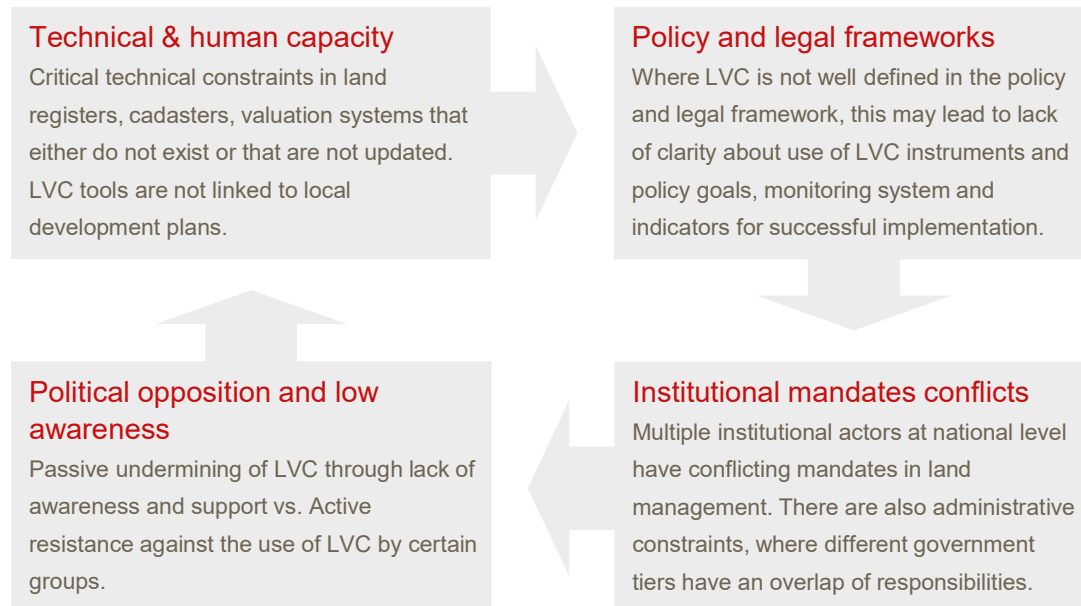 Technical & human capacity
Critical technical constraints in land
registers, cadasters, valuation systems that
either do not exist or that are not updated.
LVC tools are not linked to local
development plans.
Policy and legal frameworks
Where LVC is not well defined in the policy
and legal framework, this may lead to lack
of clarity about use of LVC instruments and
policy goals, monitoring system and
indicators for successful implementation.
Political opposition and low
awareness
Passive undermining of LVC through lack of
awareness and support vs. Active
resistance against the use of LVC by certain
groups.
Institutional mandates conflicts
Multiple institutional actors at national level
have conflicting mandates in land
management. There are also administrative
constraints, where different government
tiers have an overlap of responsibilities.